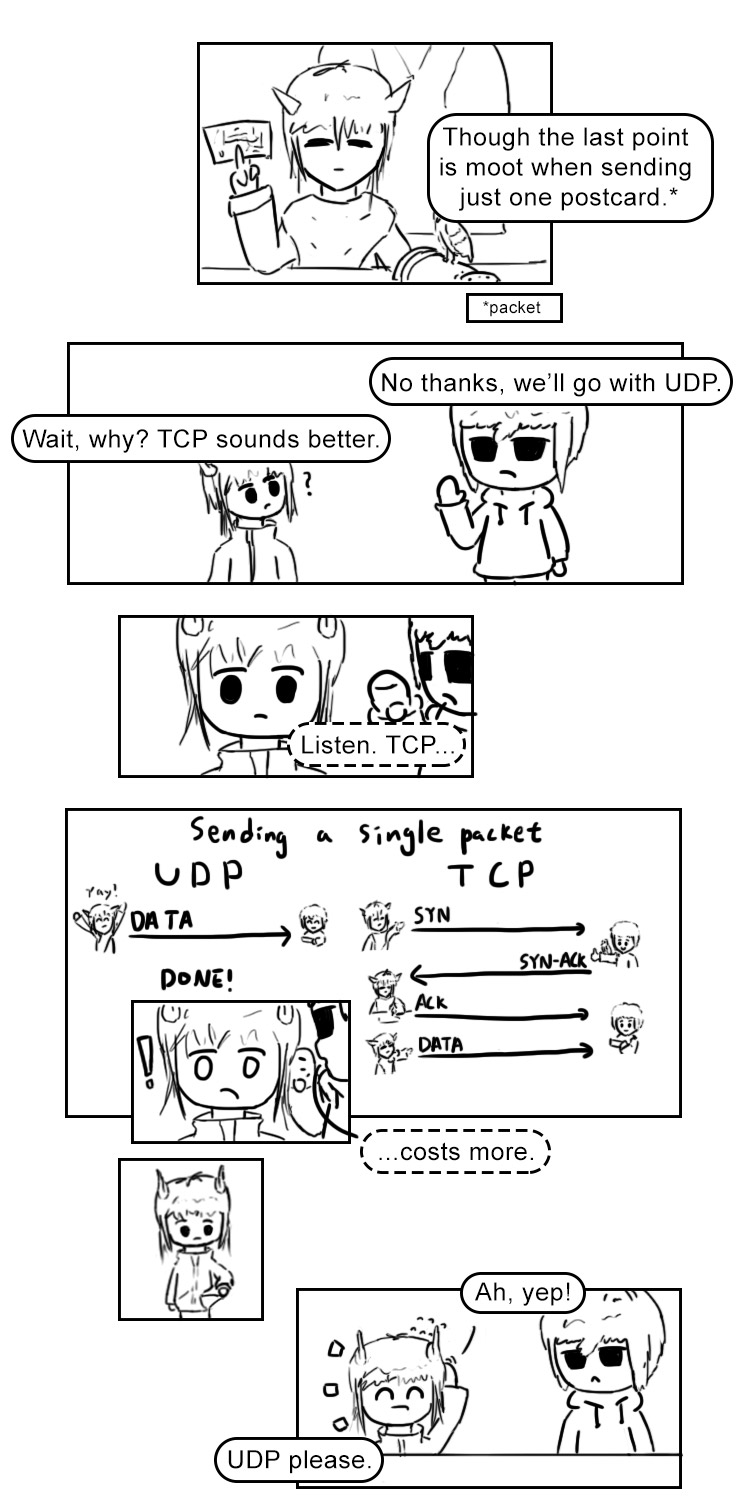 Though the last point
is moot when sending
just one postcard.*
*packet
No thanks, we'll go with UDP.
Wait, why? TCP sounds better.
?
Listen. TCP...
Sending a single packet
UDP
TCP
Yay!
DATA
DONE!
SYN
SYN-ACK
ACK
DATA
!
...costs more.
Ah, yep!
UDP please.